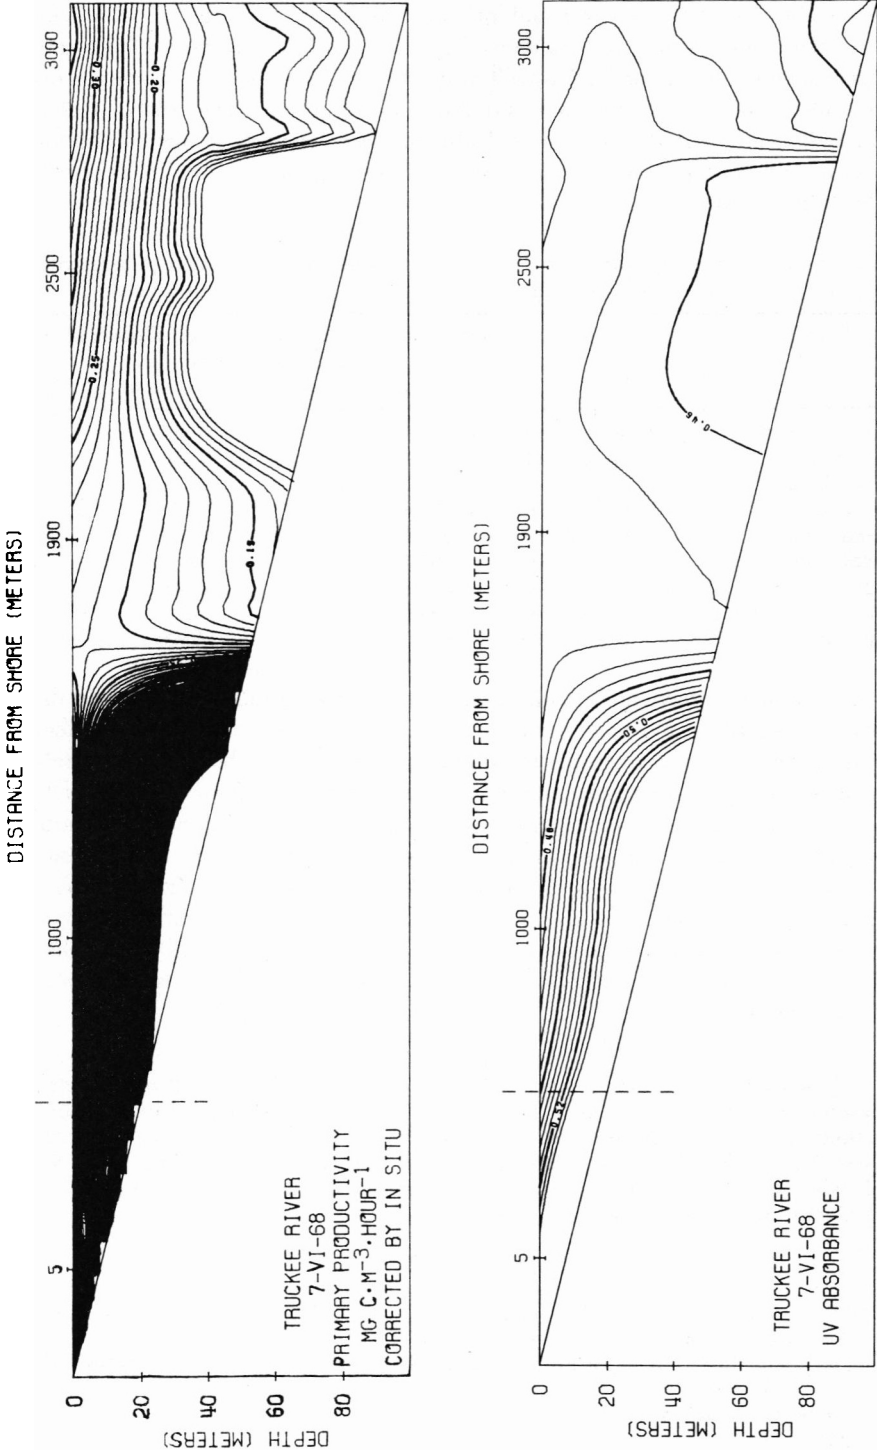 DISTANCE FROM SHORE (METERS)
5
1000
1900
2500
3000
0
20
40
60
80
DEPTH (METERS)
0.30
0.20
0.25
0.15
TRUCKEE RIVER
7-VI-68
PRIMARY PRODUCTIVITY
MG C·M⁻³·HOUR⁻¹
CORRECTED BY IN SITU
DISTANCE FROM SHORE (METERS)
5
1000
1900
2500
3000
0
20
40
60
80
DEPTH (METERS)
0.46
0.50
0.48
0.52
TRUCKEE RIVER
7-VI-68
UV ABSORBANCE